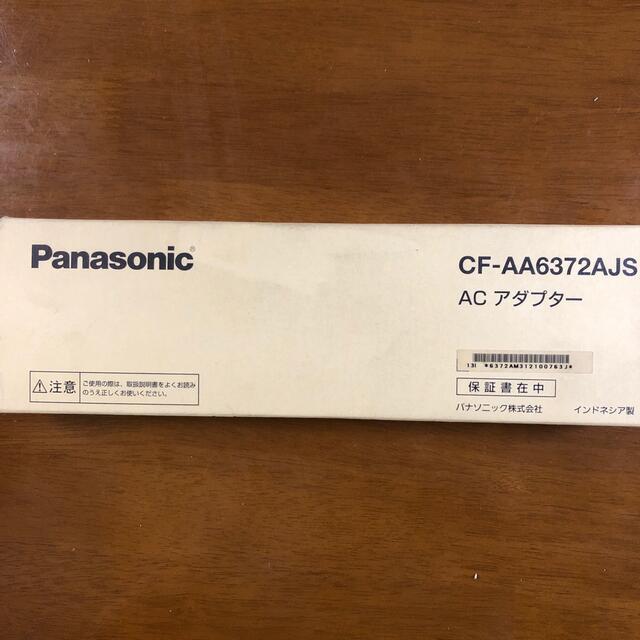 Panasonic®
CF-AA6372AJS
AC アダプター
13I *6372AM312100763J*
⚠注意
ご使用の際は、取扱説明書をよくお読み
のうえ正しくお使いください。
保証書在中
パナソニック株式会社 インドネシア製